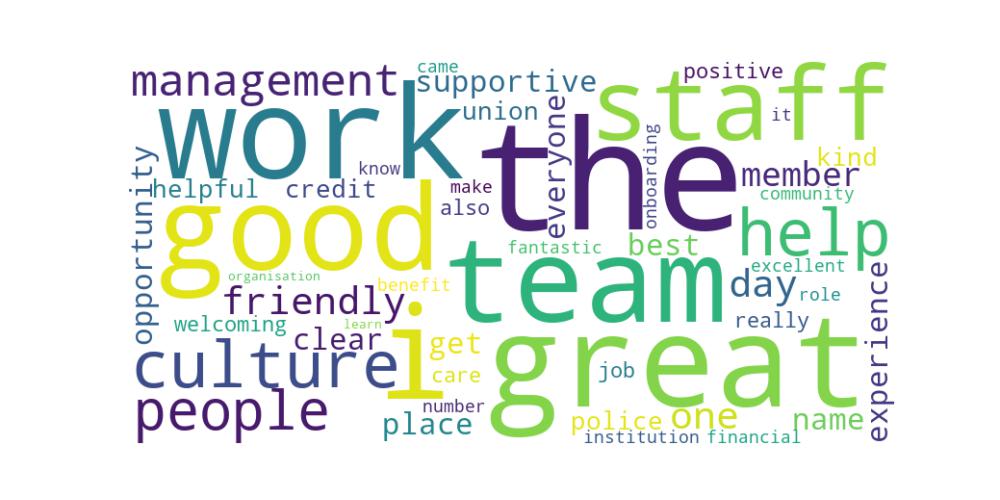 came
positive
management
supportive
staff
work
union
everyone
it
the
onboarding
kind
know
member
opportunity
helpful
credit
make
community
also
good
help
best
fantastic
team
excellent
organisation
benefit
day
role
friendly
welcoming
learn
clear
i
get
really
great
experience
culture
care
job
people
number
place
police
one
name
institution
financial